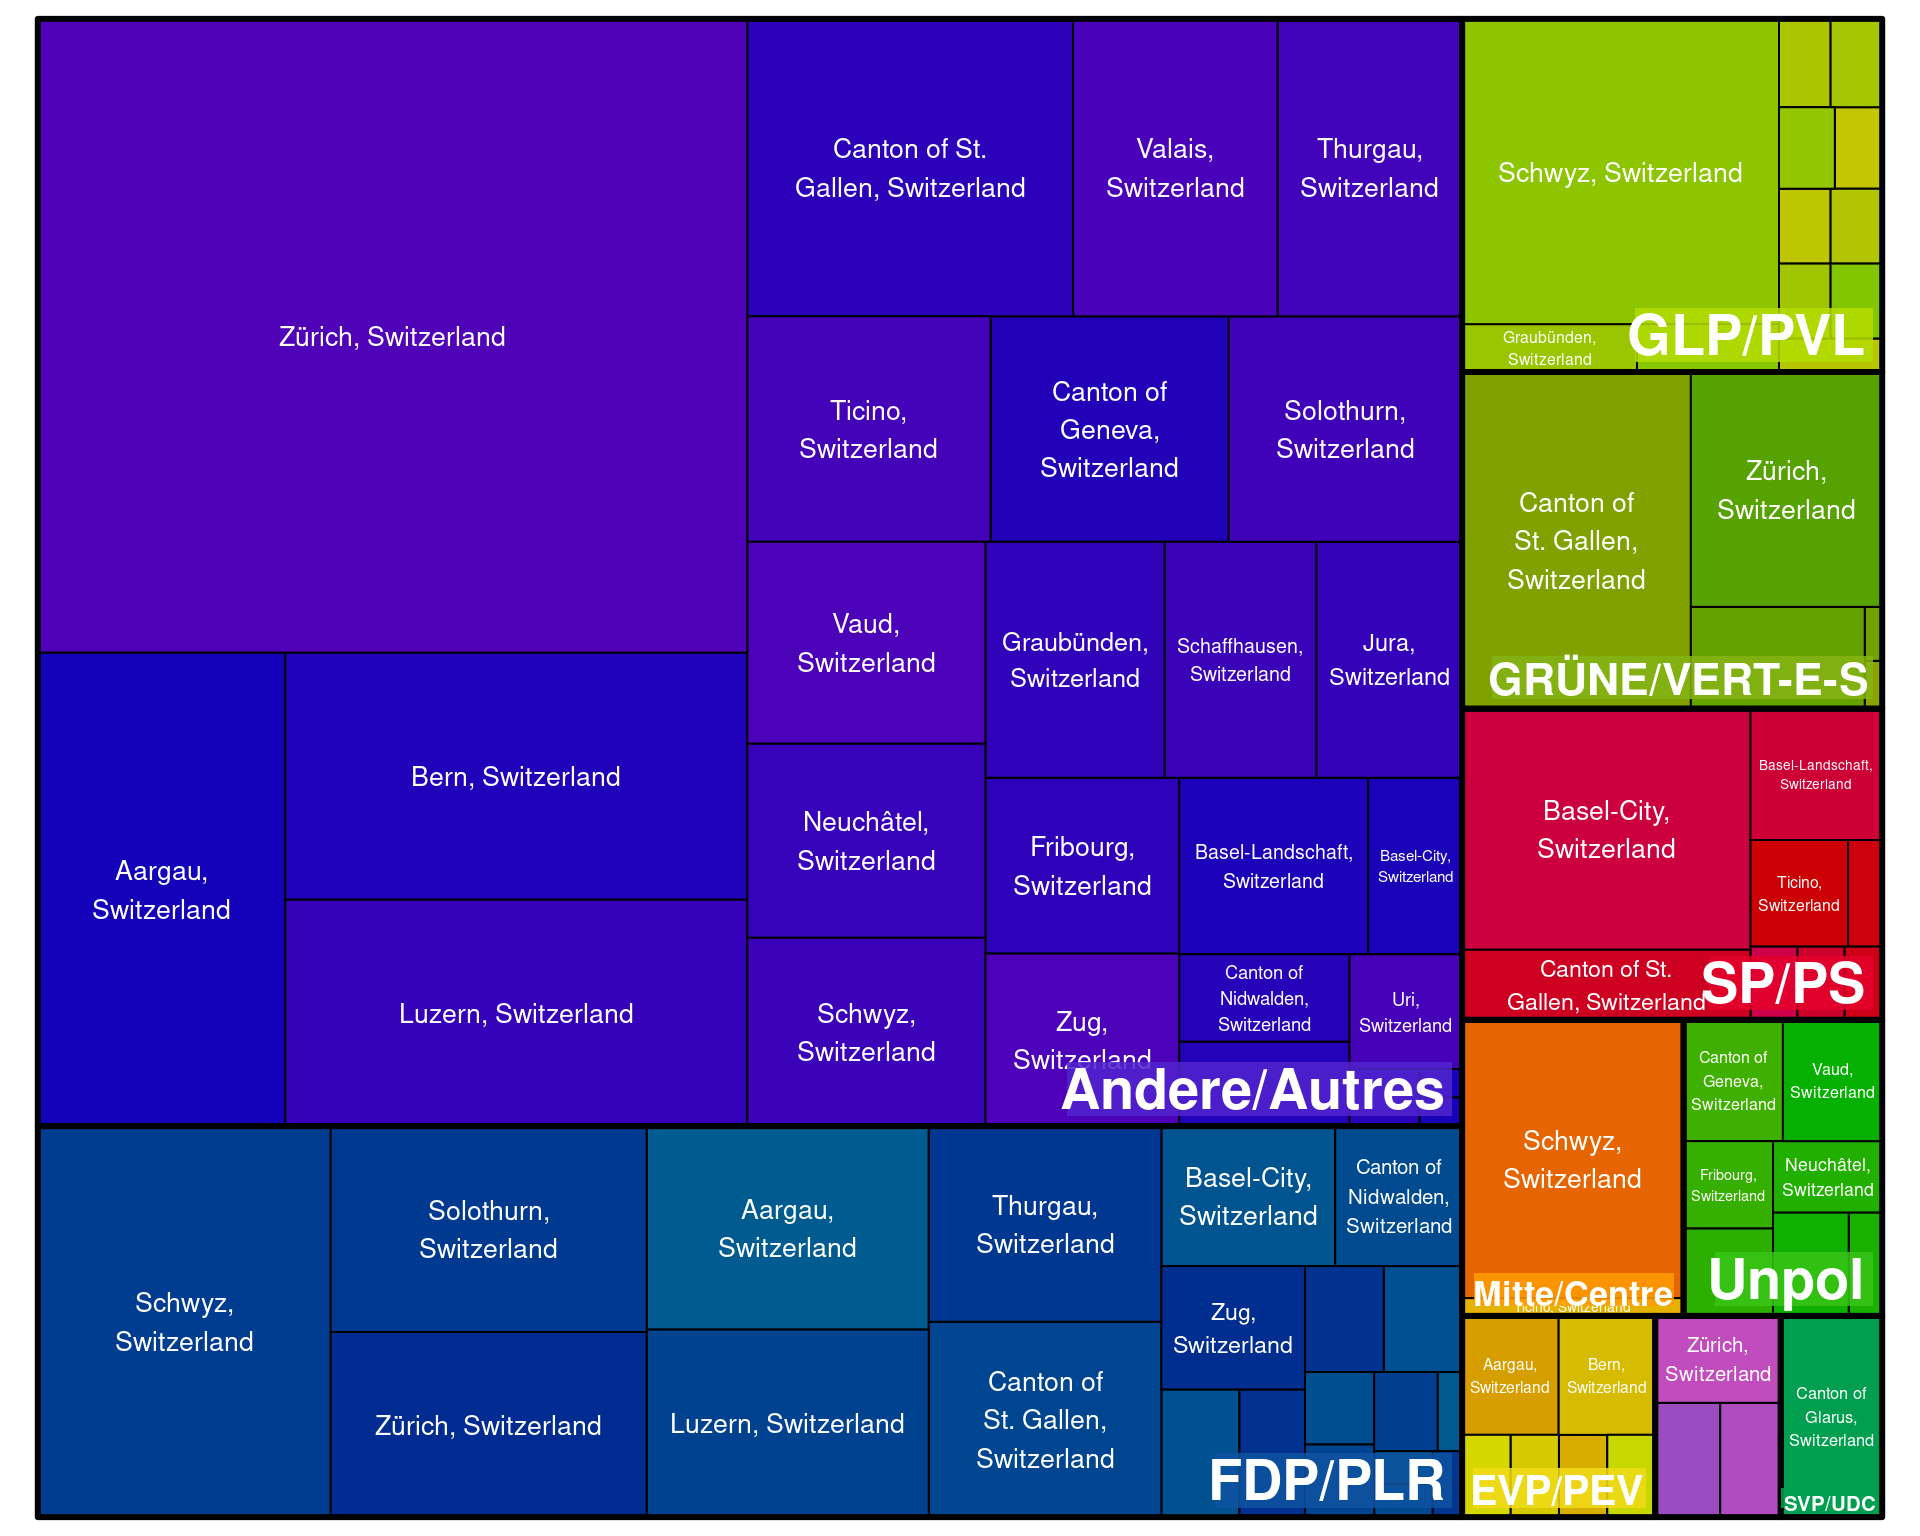 Zürich, Switzerland
Canton of St.
Gallen, Switzerland
Valais,
Switzerland
Thurgau,
Switzerland
Ticino,
Switzerland
Canton of
Geneva,
Switzerland
Solothurn,
Switzerland
Vaud,
Switzerland
Graubünden,
Switzerland
Schaffhausen,
Switzerland
Jura,
Switzerland
Aargau,
Switzerland
Bern, Switzerland
Luzern, Switzerland
Neuchâtel,
Switzerland
Fribourg,
Switzerland
Basel-Landschaft,
Switzerland
Basel-City,
Switzerland
Schwyz,
Switzerland
Zug,
Switzerland
Canton of
Nidwalden,
Switzerland
Uri,
Switzerland
Andere/Autres
Schwyz,
Switzerland
Solothurn,
Switzerland
Zürich, Switzerland
Aargau,
Switzerland
Luzern, Switzerland
Thurgau,
Switzerland
Canton of
St. Gallen,
Switzerland
Basel-City,
Switzerland
Canton of
Nidwalden,
Switzerland
Zug,
Switzerland
FDP/PLR
Schwyz, Switzerland
Graubünden,
Switzerland
GLP/PVL
Canton of
St. Gallen,
Switzerland
Zürich,
Switzerland
GRÜNE/VERT-E-S
Basel-City,
Switzerland
Basel-Landschaft,
Switzerland
Ticino,
Switzerland
Canton of St.
Gallen, Switzerland
SP/PS
Schwyz,
Switzerland
Ticino, Switzerland
Mitte/Centre
Canton of
Geneva,
Switzerland
Vaud,
Switzerland
Fribourg,
Switzerland
Neuchâtel,
Switzerland
Unpol
Aargau,
Switzerland
Bern,
Switzerland
EVP/PEV
Zürich,
Switzerland
Canton of
Glarus,
Switzerland
SVP/UDC